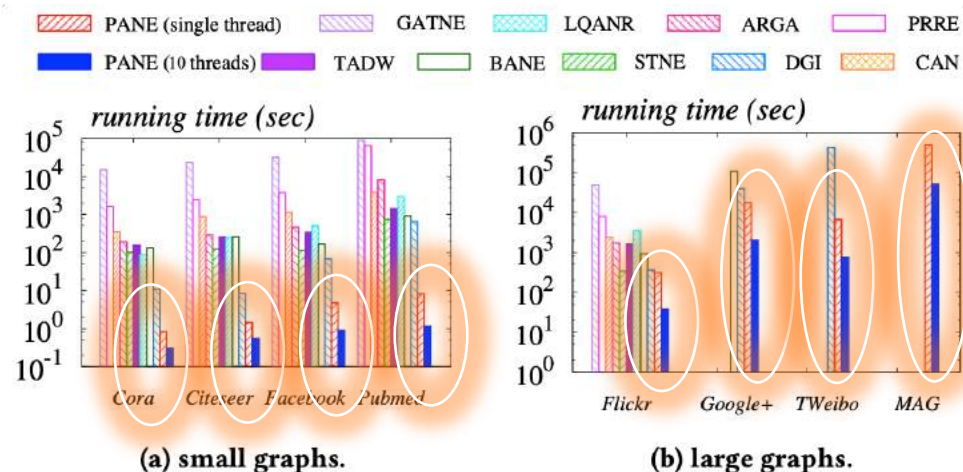 PANE (single thread) GATNE LQANR ARGA PRRE
PANE (10 threads) TADW BANE STNE DGI CAN
running time (sec)
10^5
10^4
10^3
10^2
10^1
10^0
10^-1
Cora Citeseer Facebook Pubmed
(a) small graphs.
running time (sec)
10^6
10^5
10^4
10^3
10^2
10^1
10^0
Flickr Google+ TWeibo MAG
(b) large graphs.